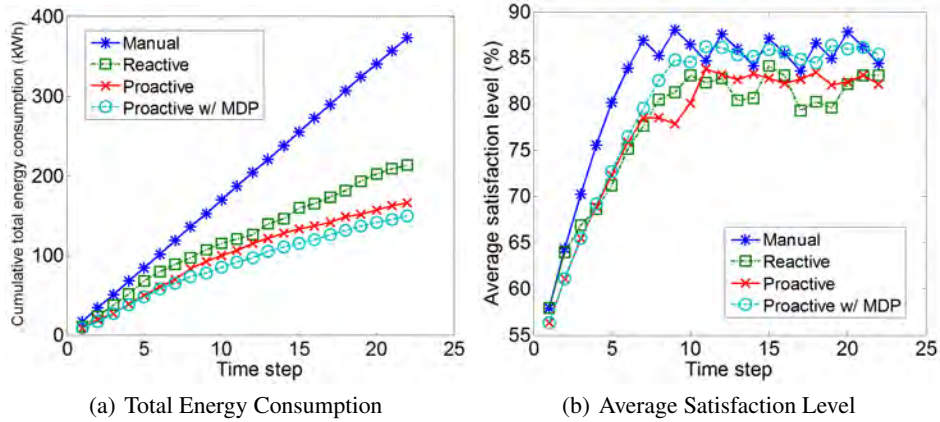 Cumulative total energy consumption (kWh)
400
300
200
100
0
Manual
Reactive
Proactive
Proactive w/ MDP
0 5 10 15 20 25
Time step
(a) Total Energy Consumption
Average satisfaction level (%)
90
85
80
75
70
65
60
55
Manual
Reactive
Proactive
Proactive w/ MDP
0 5 10 15 20 25
Time step
(b) Average Satisfaction Level